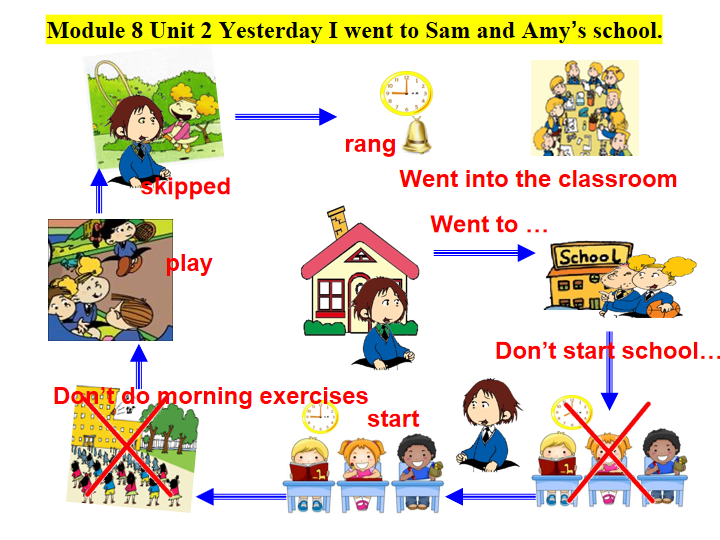 Module 8 Unit 2 Yesterday I went to Sam and Amy’s school.
rang
skipped
Went into the classroom
Went to …
play
School
Don’t start school…
Don’t do morning exercises
start